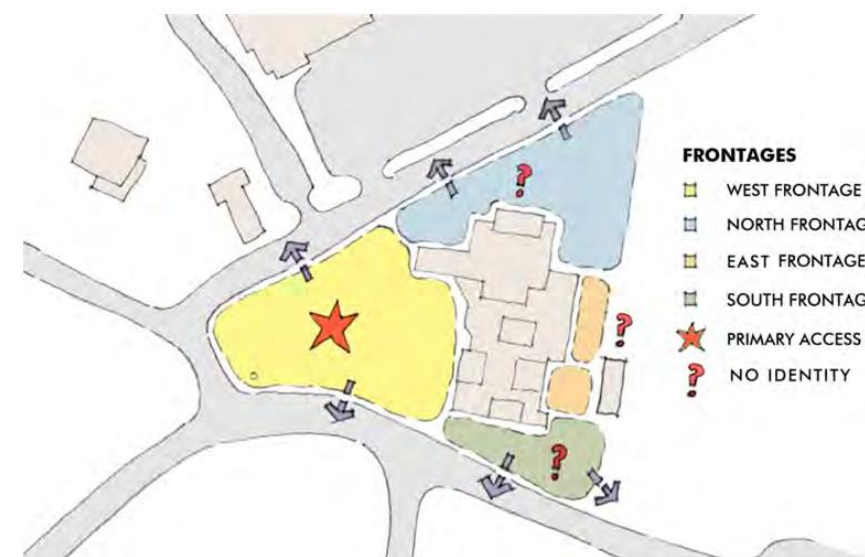 ?
?
FRONTAGES
WEST FRONTAGE
NORTH FRONTAG
EAST FRONTAGE
SOUTH FRONTAG
PRIMARY ACCESS
? NO IDENTITY
?